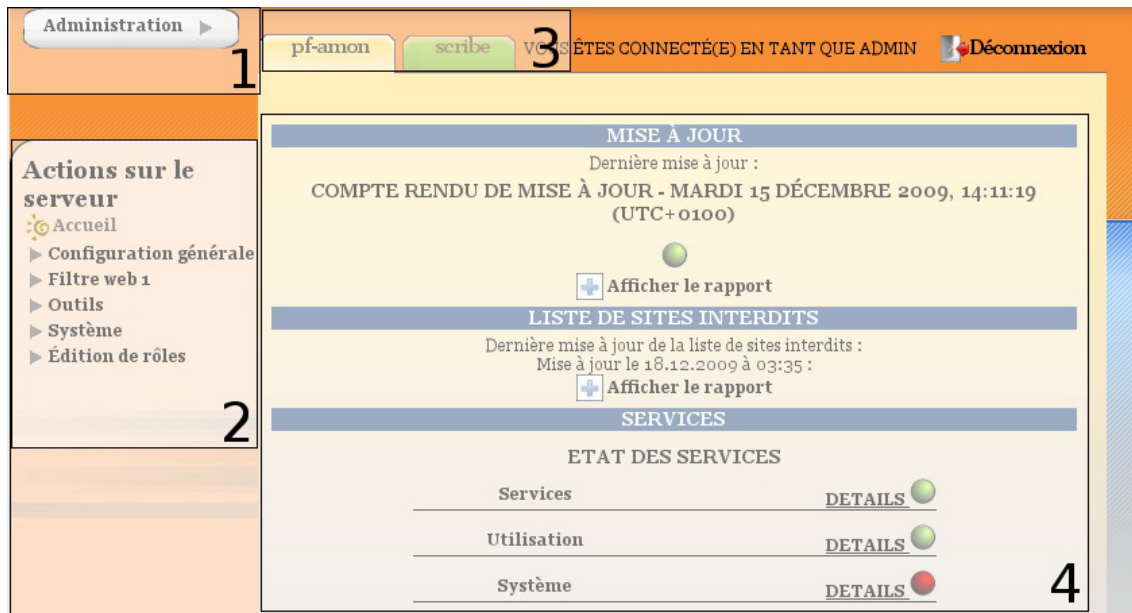 Administration
1
pf-amon
scribe
3
VOUS ÊTES CONNECTÉ(E) EN TANT QUE ADMIN
Déconnexion
Actions sur le
serveur
Accueil
Configuration générale
Filtre web 1
Outils
Système
Édition de rôles
2
MISE À JOUR
Dernière mise à jour :
COMPTE RENDU DE MISE À JOUR - MARDI 15 DÉCEMBRE 2009, 14:11:19
(UTC+0100)
Afficher le rapport
LISTE DE SITES INTERDITS
Dernière mise à jour de la liste de sites interdits :
Mise à jour le 18.12.2009 à 03:35 :
Afficher le rapport
SERVICES
ETAT DES SERVICES
Services DETAILS
Utilisation DETAILS
Système DETAILS
4